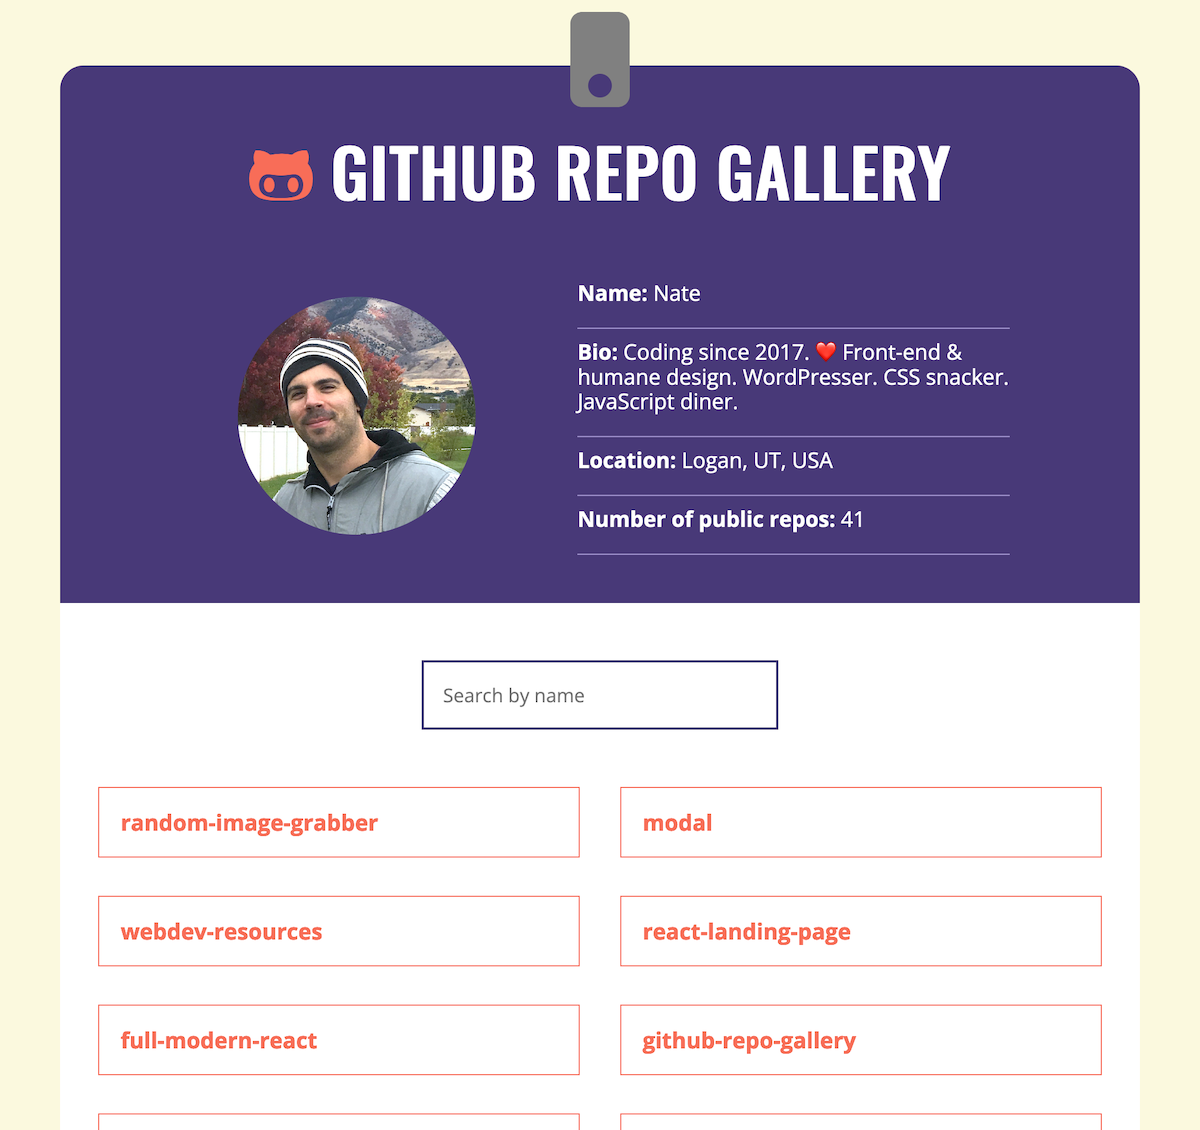 GITHUB REPO GALLERY
Name: Nate
Bio: Coding since 2017. ❤️ Front-end &
humane design. WordPresser. CSS snacker.
JavaScript diner.
Location: Logan, UT, USA
Number of public repos: 41
Search by name
random-image-grabber
modal
webdev-resources
react-landing-page
full-modern-react
github-repo-gallery